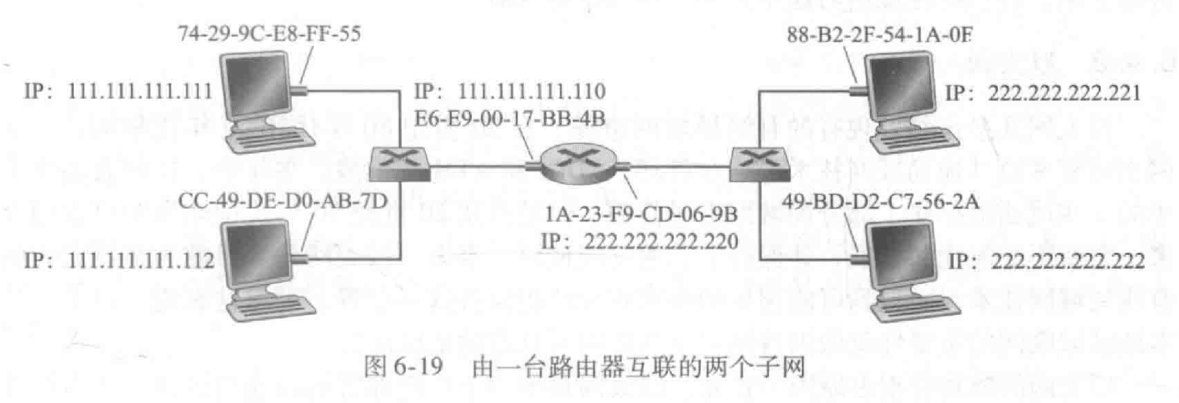 74-29-9C-E8-FF-55
88-B2-2F-54-1A-0F
IP: 111.111.111.111
IP: 111.111.111.110
E6-E9-00-17-BB-4B
IP: 222.222.222.221
CC-49-DE-D0-AB-7D
1A-23-F9-CD-06-9B
IP: 222.222.222.220
49-BD-D2-C7-56-2A
IP: 111.111.111.112
IP: 222.222.222.222
图 6-19 由一台路由器互联的两个子网